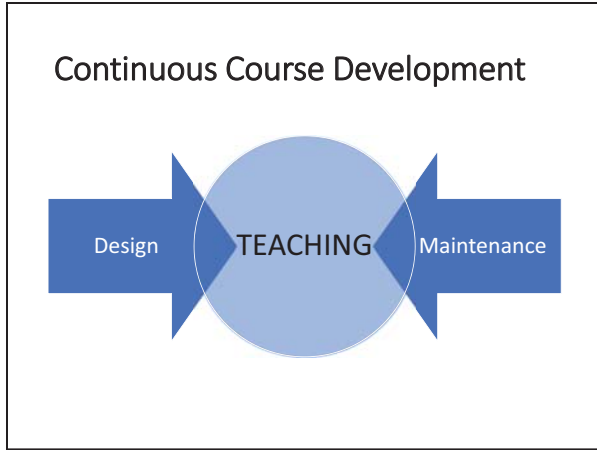 Continuous Course Development
Design
TEACHING
Maintenance